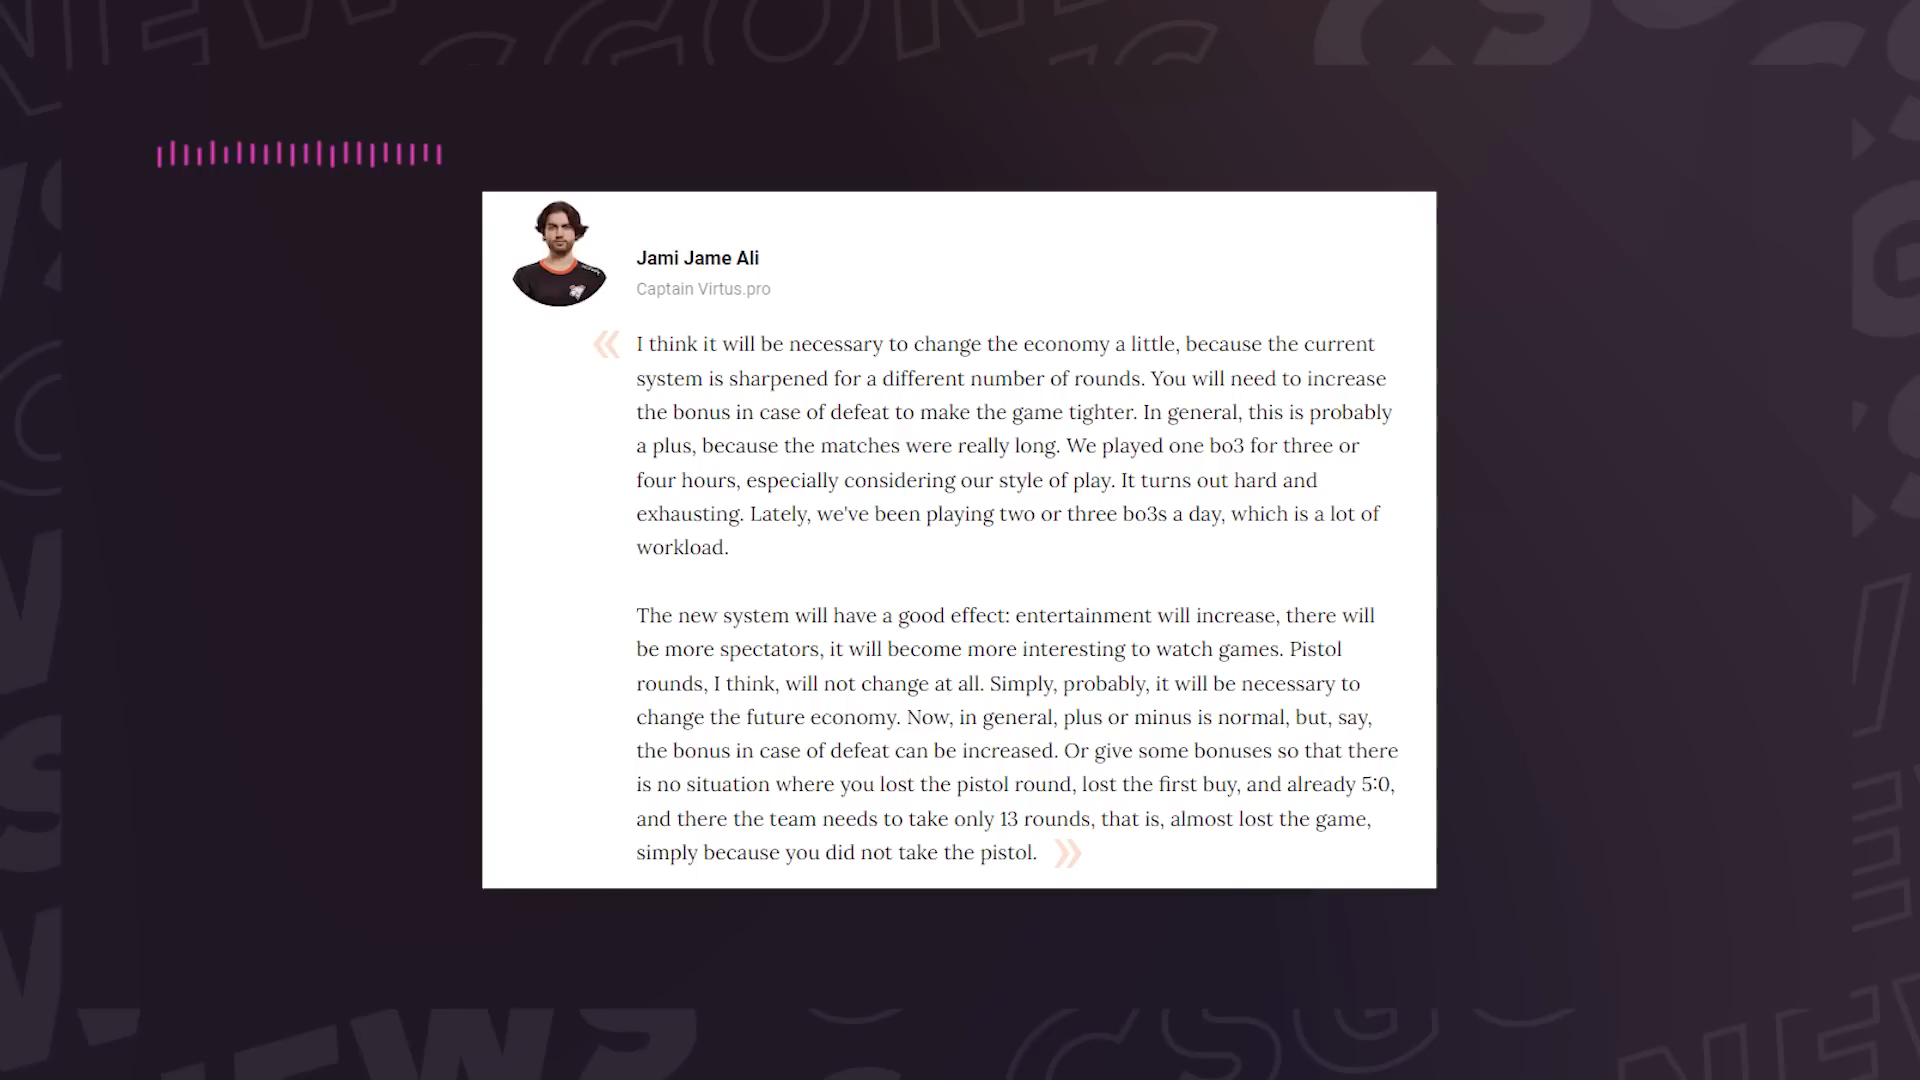 NEWS
CSGO
Jami Jame Ali
Captain Virtus.pro
« I think it will be necessary to change the economy a little, because the current
system is sharpened for a different number of rounds. You will need to increase
the bonus in case of defeat to make the game tighter. In general, this is probably
a plus, because the matches were really long. We played one bo3 for three or
four hours, especially considering our style of play. It turns out hard and
exhausting. Lately, we've been playing two or three bo3s a day, which is a lot of
workload.
The new system will have a good effect: entertainment will increase, there will
be more spectators, it will become more interesting to watch games. Pistol
rounds, I think, will not change at all. Simply, probably, it will be necessary to
change the future economy. Now, in general, plus or minus is normal, but, say,
the bonus in case of defeat can be increased. Or give some bonuses so that there
is no situation where you lost the pistol round, lost the first buy, and already 5:0,
and there the team needs to take only 13 rounds, that is, almost lost the game,
simply because you did not take the pistol. »
NEWS
CSGO